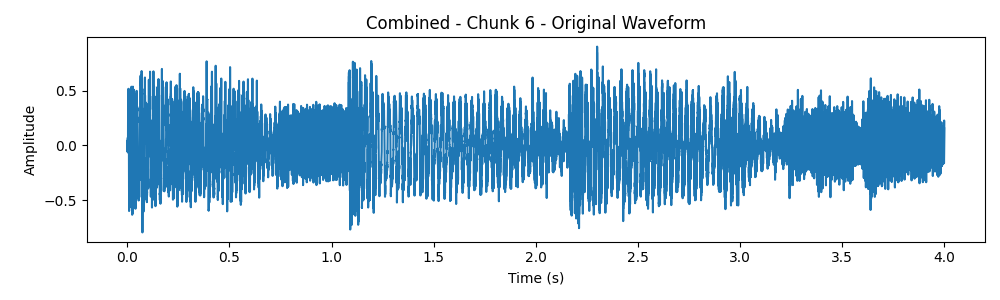 Combined - Chunk 6 - Original Waveform
Amplitude
0.5
0.0
−0.5
0.0 0.5 1.0 1.5 2.0 2.5 3.0 3.5 4.0
Time (s)